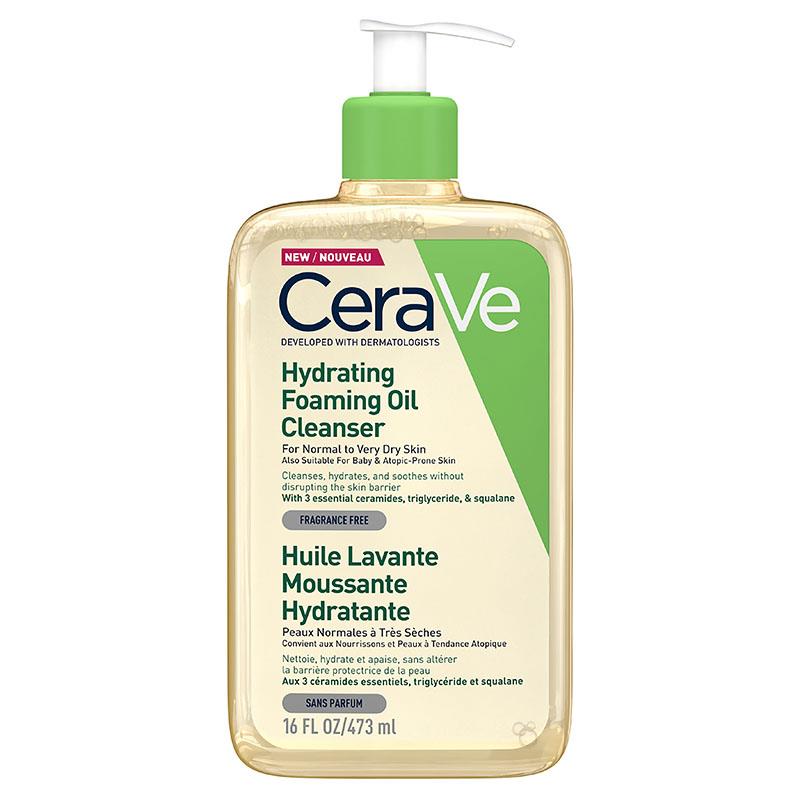 NEW / NOUVEAU
CeraVe
DEVELOPED WITH DERMATOLOGISTS
Hydrating
Foaming Oil
Cleanser
For Normal to Very Dry Skin
Also Suitable For Baby & Atopic-Prone Skin
Cleanses, hydrates, and soothes without
disrupting the skin barrier
With 3 essential ceramides, triglyceride, & squalane
FRAGRANCE FREE
Huile Lavante
Moussante
Hydratante
Peaux Normales à Très Sèches
Convient aux Nourrissons et Peaux à Tendance Atopique
Nettoie, hydrate et apaise, sans altérer
la barrière protectrice de la peau
Aux 3 céramides essentiels, triglycéride et squalane
SANS PARFUM
16 FL OZ/473 ml